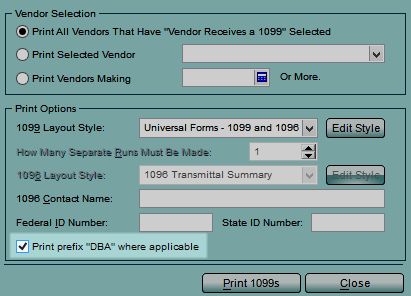 Vendor Selection
Print All Vendors That Have "Vendor Receives a 1099" Selected
Print Selected Vendor
Print Vendors Making Or More.
Print Options
1099 Layout Style: Universal Forms - 1099 and 1096 Edit Style
How Many Separate Runs Must Be Made: 1
1096 Layout Style: 1096 Transmittal Summary Edit Style
1096 Contact Name:
Federal ID Number: State ID Number:
Print prefix "DBA" where applicable
Print 1099s Close